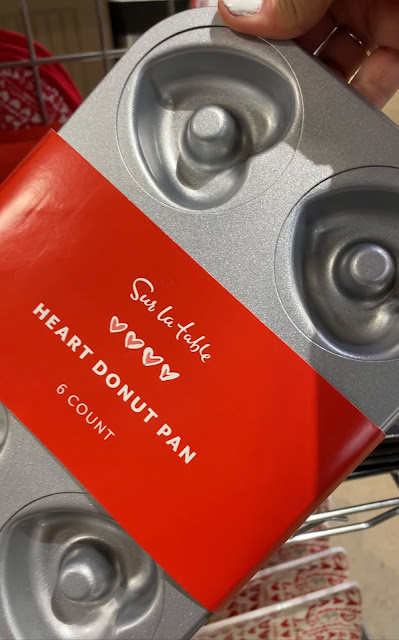 Sur la table
HEART DONUT PAN
6 COUNT